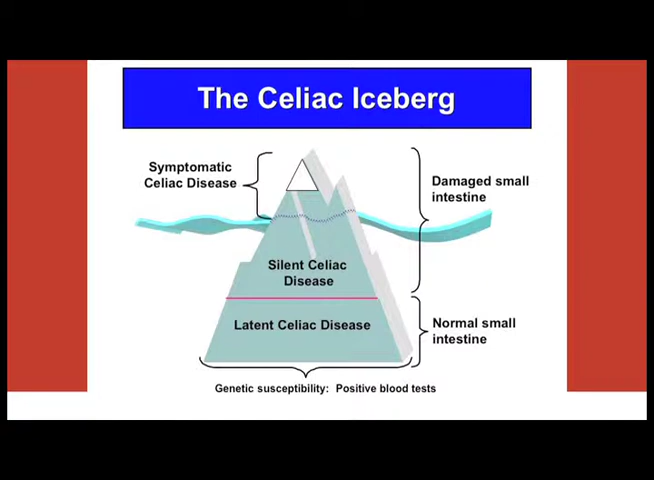 The Celiac Iceberg
Symptomatic
Celiac Disease
Damaged small
intestine
Silent Celiac
Disease
Latent Celiac Disease
Normal small
intestine
Genetic susceptibility: Positive blood tests